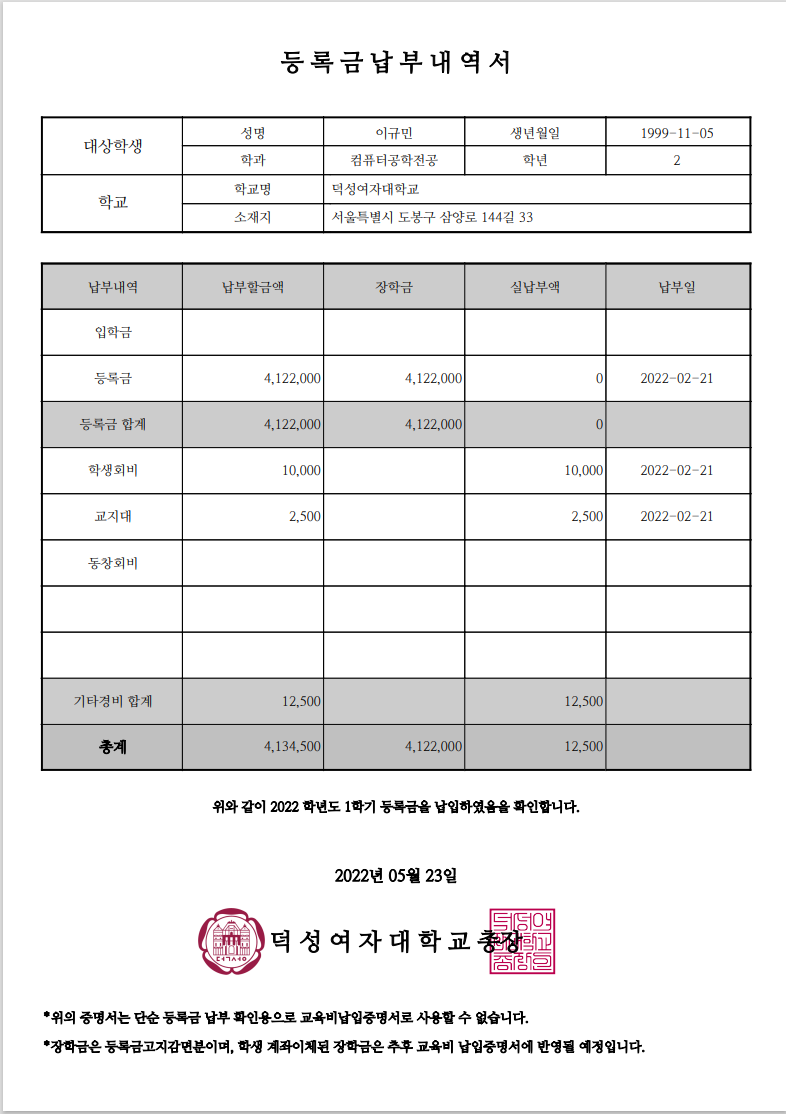 등록금납부내역서
대상학생 성명 이규민 생년월일 1999-11-05
학과 컴퓨터공학전공 학년 2
학교 학교명 덕성여자대학교
소재지 서울특별시 도봉구 삼양로 144길 33
납부내역 납부할금액 장학금 실납부액 납부일
입학금
등록금 4,122,000 4,122,000 0 2022-02-21
등록금 합계 4,122,000 4,122,000 0
학생회비 10,000 10,000 2022-02-21
교지대 2,500 2,500 2022-02-21
동창회비
기타경비 합계 12,500 12,500
총계 4,134,500 4,122,000 12,500
위와 같이 2022 학년도 1학기 등록금을 납입하였음을 확인합니다.
2022년 05월 23일
덕성여자대학교총장
*위의 증명서는 단순 등록금 납부 확인용으로 교육비납입증명서로 사용할 수 없습니다.
*장학금은 등록금고지감면분이며, 학생 계좌이체된 장학금은 추후 교육비 납입증명서에 반영될 예정입니다.